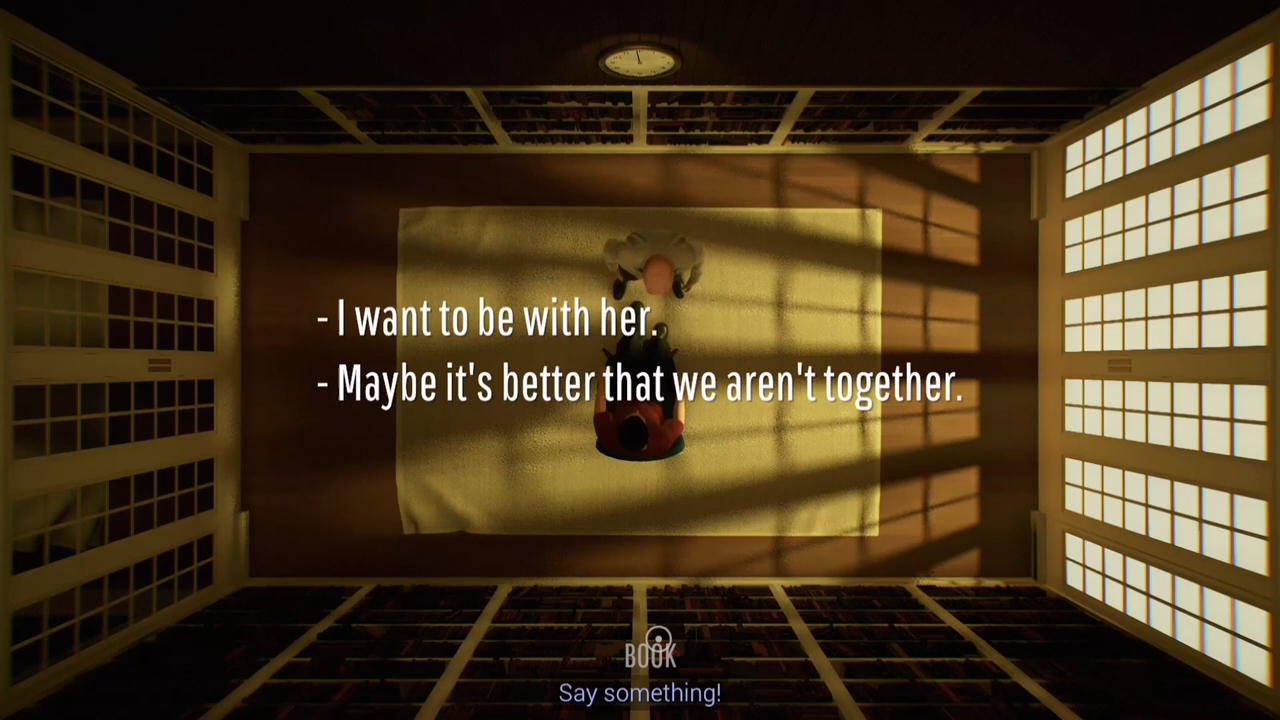 - I want to be with her.
- Maybe it's better that we aren't together.
BOOK
Say something!